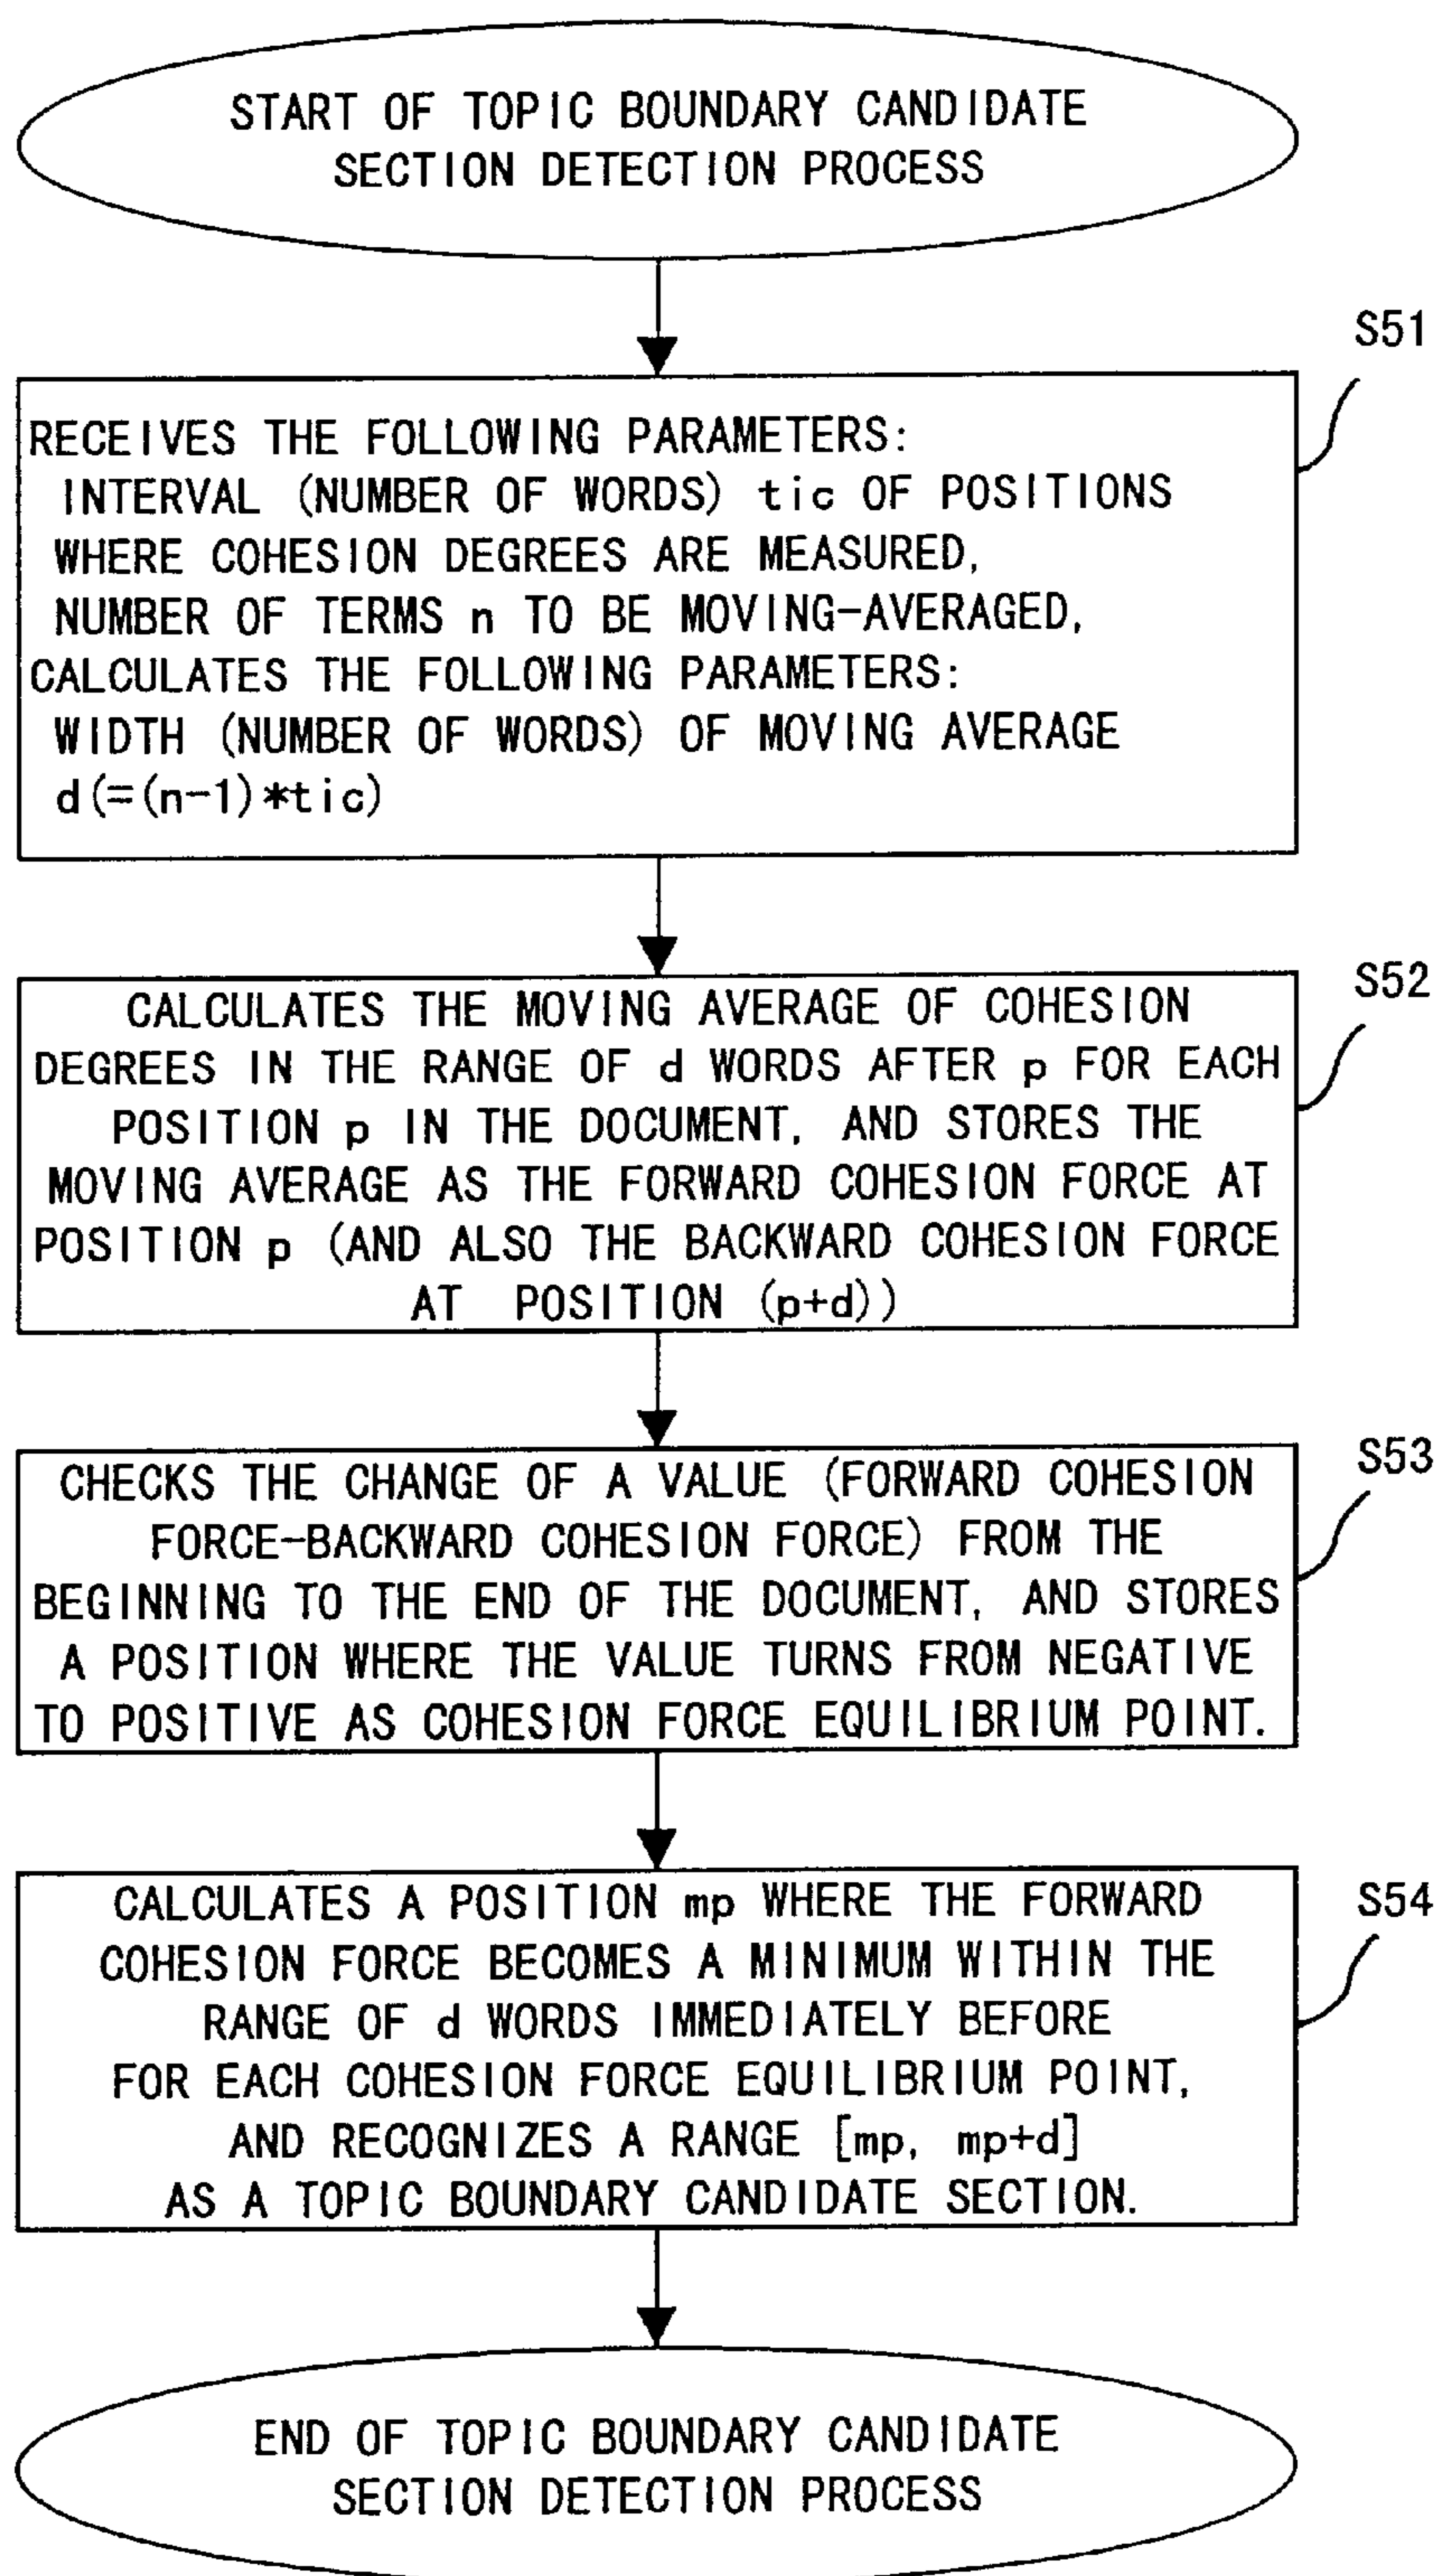 START OF TOPIC BOUNDARY CANDIDATE
SECTION DETECTION PROCESS
S51
RECEIVES THE FOLLOWING PARAMETERS:
INTERVAL (NUMBER OF WORDS) tic OF POSITIONS
WHERE COHESION DEGREES ARE MEASURED,
NUMBER OF TERMS n TO BE MOVING-AVERAGED,
CALCULATES THE FOLLOWING PARAMETERS:
WIDTH (NUMBER OF WORDS) OF MOVING AVERAGE
d(=(n-1)*tic)
S52
CALCULATES THE MOVING AVERAGE OF COHESION
DEGREES IN THE RANGE OF d WORDS AFTER p FOR EACH
POSITION p IN THE DOCUMENT, AND STORES THE
MOVING AVERAGE AS THE FORWARD COHESION FORCE AT
POSITION p (AND ALSO THE BACKWARD COHESION FORCE
AT POSITION (p+d))
S53
CHECKS THE CHANGE OF A VALUE (FORWARD COHESION
FORCE-BACKWARD COHESION FORCE) FROM THE
BEGINNING TO THE END OF THE DOCUMENT, AND STORES
A POSITION WHERE THE VALUE TURNS FROM NEGATIVE
TO POSITIVE AS COHESION FORCE EQUILIBRIUM POINT.
S54
CALCULATES A POSITION mp WHERE THE FORWARD
COHESION FORCE BECOMES A MINIMUM WITHIN THE
RANGE OF d WORDS IMMEDIATELY BEFORE
FOR EACH COHESION FORCE EQUILIBRIUM POINT,
AND RECOGNIZES A RANGE [mp, mp+d]
AS A TOPIC BOUNDARY CANDIDATE SECTION.
END OF TOPIC BOUNDARY CANDIDATE
SECTION DETECTION PROCESS